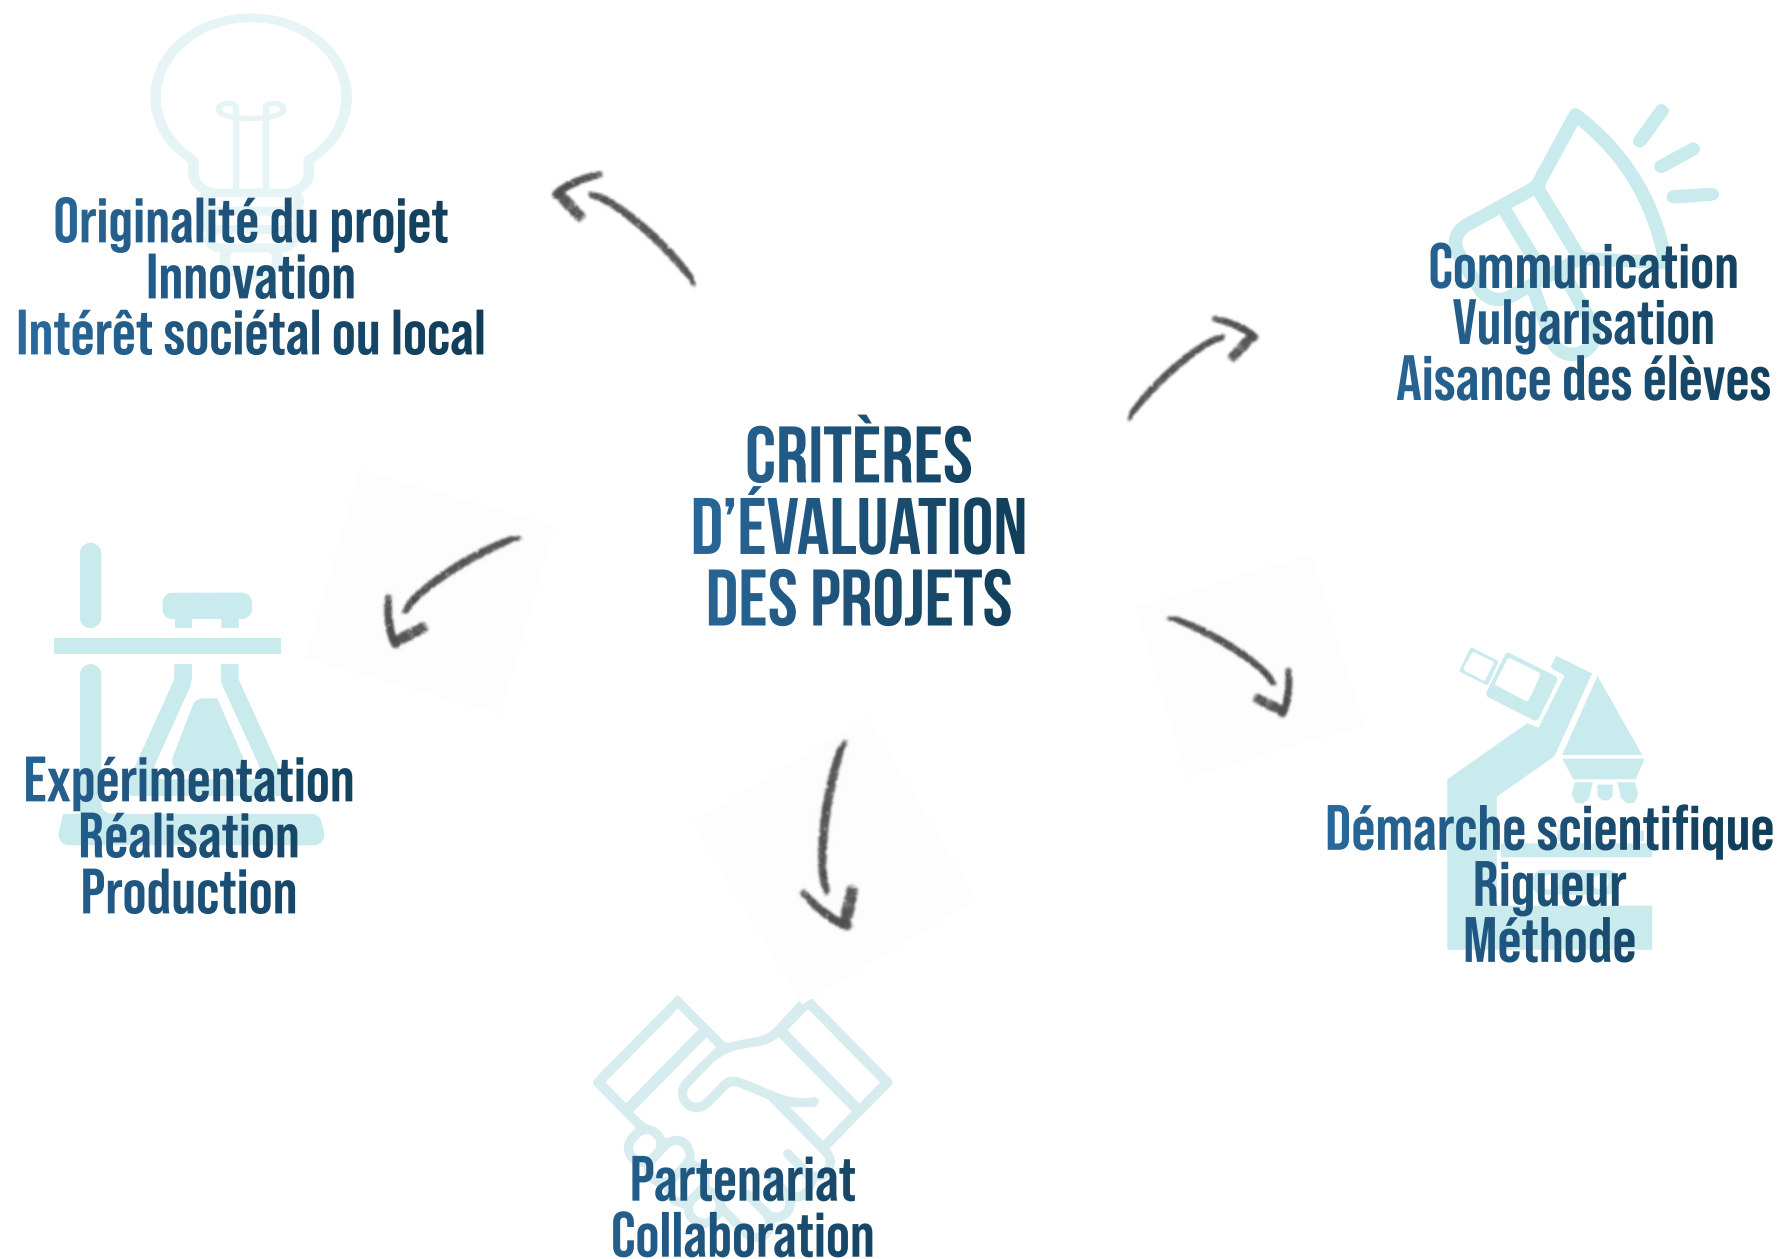 Originalité du projet
Innovation
Intérêt sociétal ou local
Communication
Vulgarisation
Aisance des élèves
CRITÈRES
D’ÉVALUATION
DES PROJETS
Expérimentation
Réalisation
Production
Démarche scientifique
Rigueur
Méthode
Partenariat
Collaboration